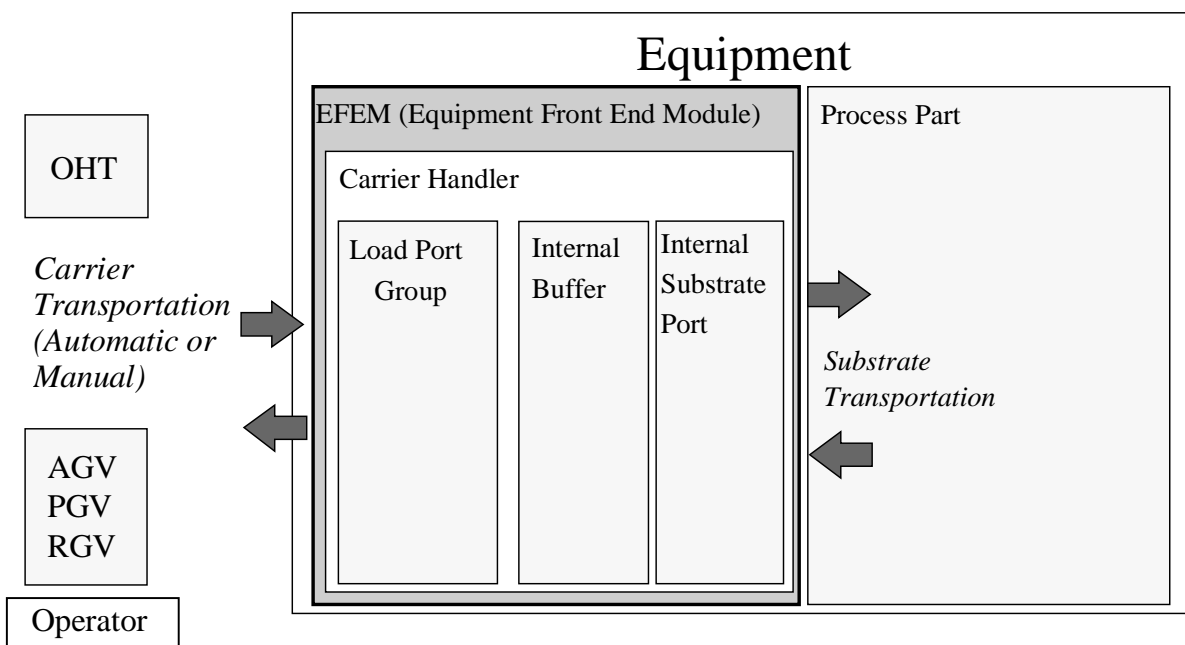 Equipment
EFEM (Equipment Front End Module)
Process Part
OHT
Carrier Handler
Load Port
Group
Internal
Buffer
Internal
Substrate
Port
Carrier
Transportation
(Automatic or
Manual)
Substrate
Transportation
AGV
PGV
RGV
Operator